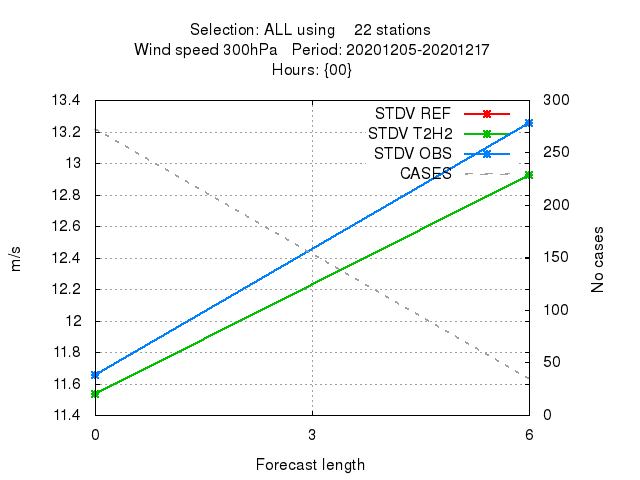 Selection: ALL using    22 stations
Wind speed 300hPa   Period: 20201205-20201217
Hours: {00}
13.4
13.2
13
12.8
12.6
12.4
12.2
12
11.8
11.6
11.4
300
250
200
150
100
50
0
STDV REF
STDV T2H2
STDV OBS
CASES
m/s
No cases
0
3
6
Forecast length